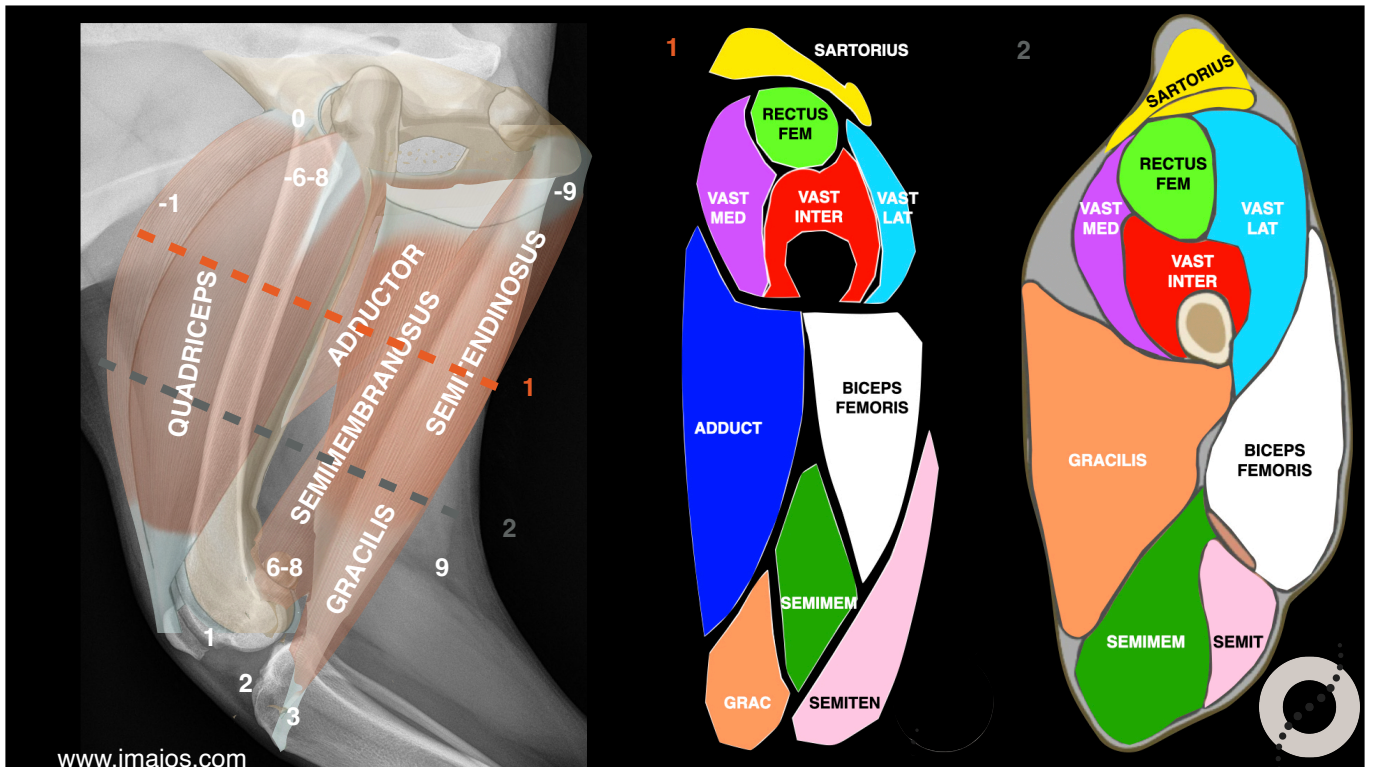 0
-6-8
-1
-9
QUADRICEPS
ADDUCTOR
SEMIMEMBRANOSUS
SEMITENDINOSUS
GRACILIS
1
2
6-8
9
1
2
3
www.imaios.com
1
SARTORIUS
RECTUS
FEM
VAST
MED
VAST
INTER
VAST
LAT
ADDUCT
BICEPS
FEMORIS
SEMIMEM
GRAC
SEMITEN
2
SARTORIUS
RECTUS
FEM
VAST
MED
VAST
LAT
VAST
INTER
GRACILIS
BICEPS
FEMORIS
SEMIMEM
SEMIT